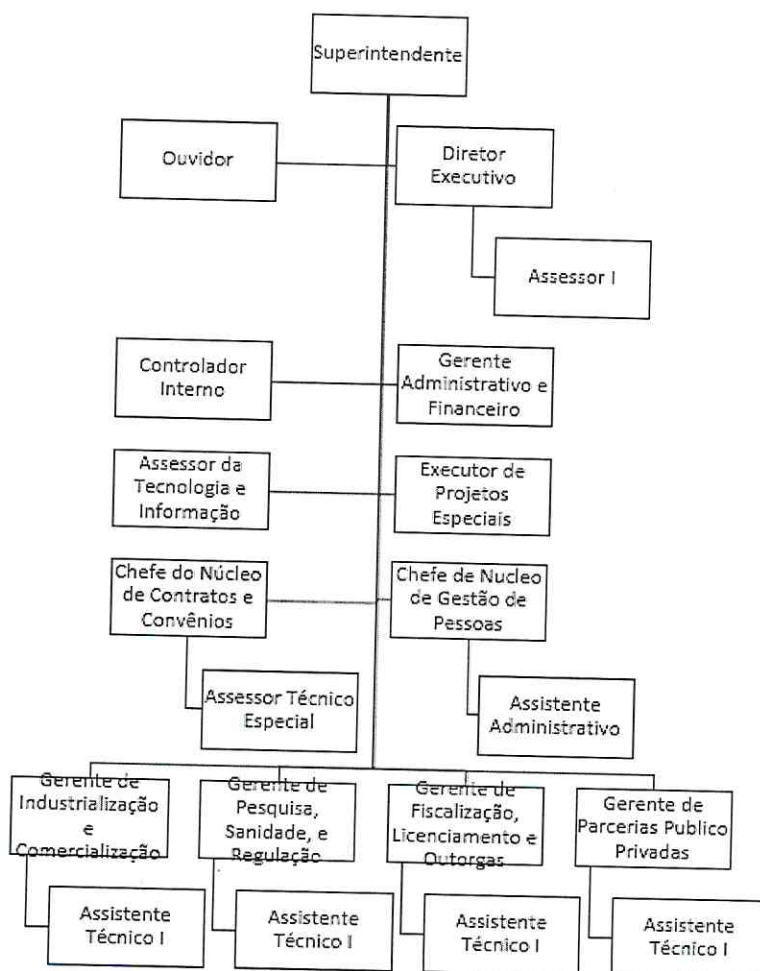 Superintendente
Ouvidor
Diretor
Executivo
Assessor I
Controlador
Interno
Gerente
Administrativo e
Financeiro
Assessor da
Tecnologia e
Informação
Executor de
Projetos
Especiais
Chefe do Núcleo
de Contratos e
Convênios
Chefe de Nucleo
de Gestão de
Pessoas
Assessor Técnico
Especial
Assistente
Administrativo
Gerente de
Industrialização
e
Comercialização
Gerente de
Pesquisa,
Sanidade, e
Regulação
Gerente de
Fiscalização,
Licenciamento e
Outorgas
Gerente de
Parcerias Publico
Privadas
Assistente
Técnico I
Assistente
Técnico I
Assistente
Técnico I
Assistente
Técnico I